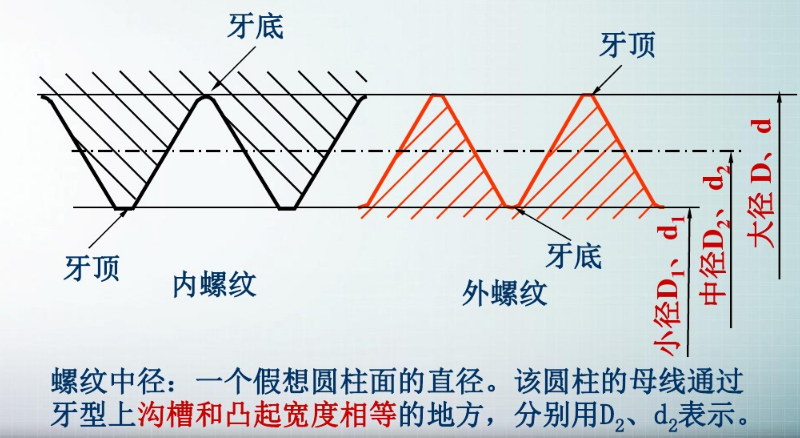 牙底
牙顶
牙顶
内螺纹
牙底
外螺纹
小径D₁、d₁
中径D₂、d₂
大径 D、d
螺纹中径：一个假想圆柱面的直径。该圆柱的母线通过
牙型上沟槽和凸起宽度相等的地方，分别用D₂、d₂表示。